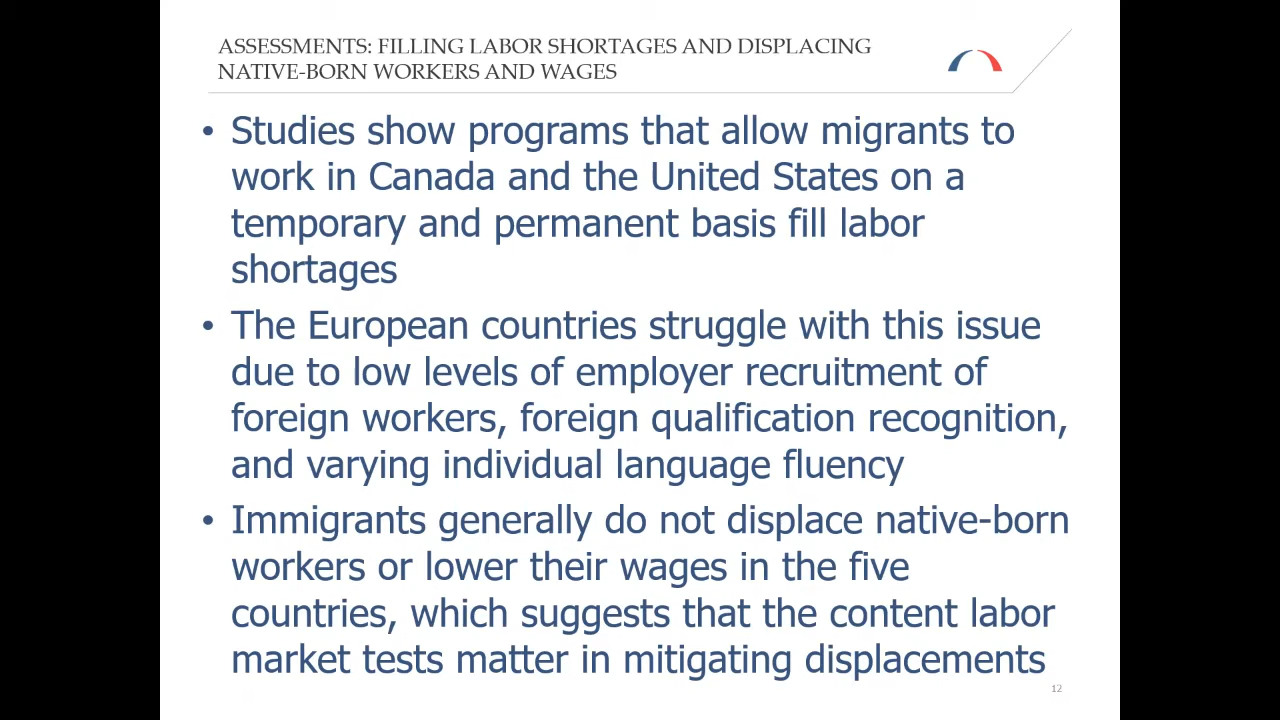 ASSESSMENTS: FILLING LABOR SHORTAGES AND DISPLACING
NATIVE-BORN WORKERS AND WAGES
• Studies show programs that allow migrants to
work in Canada and the United States on a
temporary and permanent basis fill labor
shortages
• The European countries struggle with this issue
due to low levels of employer recruitment of
foreign workers, foreign qualification recognition,
and varying individual language fluency
• Immigrants generally do not displace native-born
workers or lower their wages in the five
countries, which suggests that the content labor
market tests matter in mitigating displacements
12